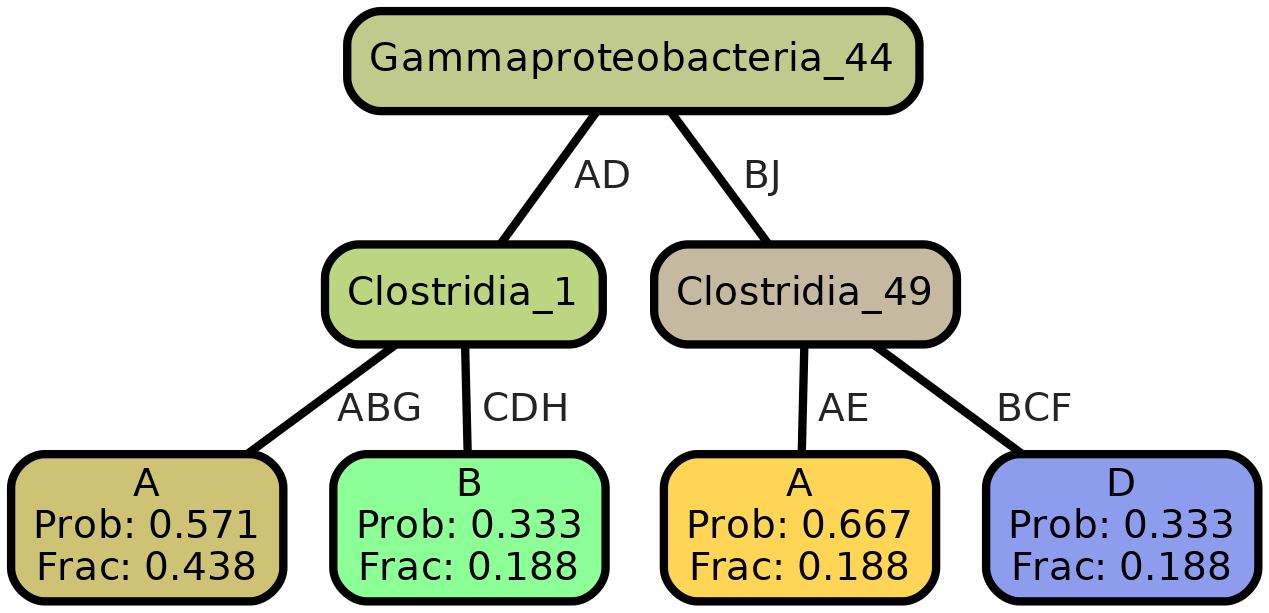 Gammaproteobacteria_44
AD
BJ
Clostridia_1
Clostridia_49
ABG
CDH
AE
BCF
A
Prob: 0.571
Frac: 0.438
B
Prob: 0.333
Frac: 0.188
A
Prob: 0.667
Frac: 0.188
D
Prob: 0.333
Frac: 0.188